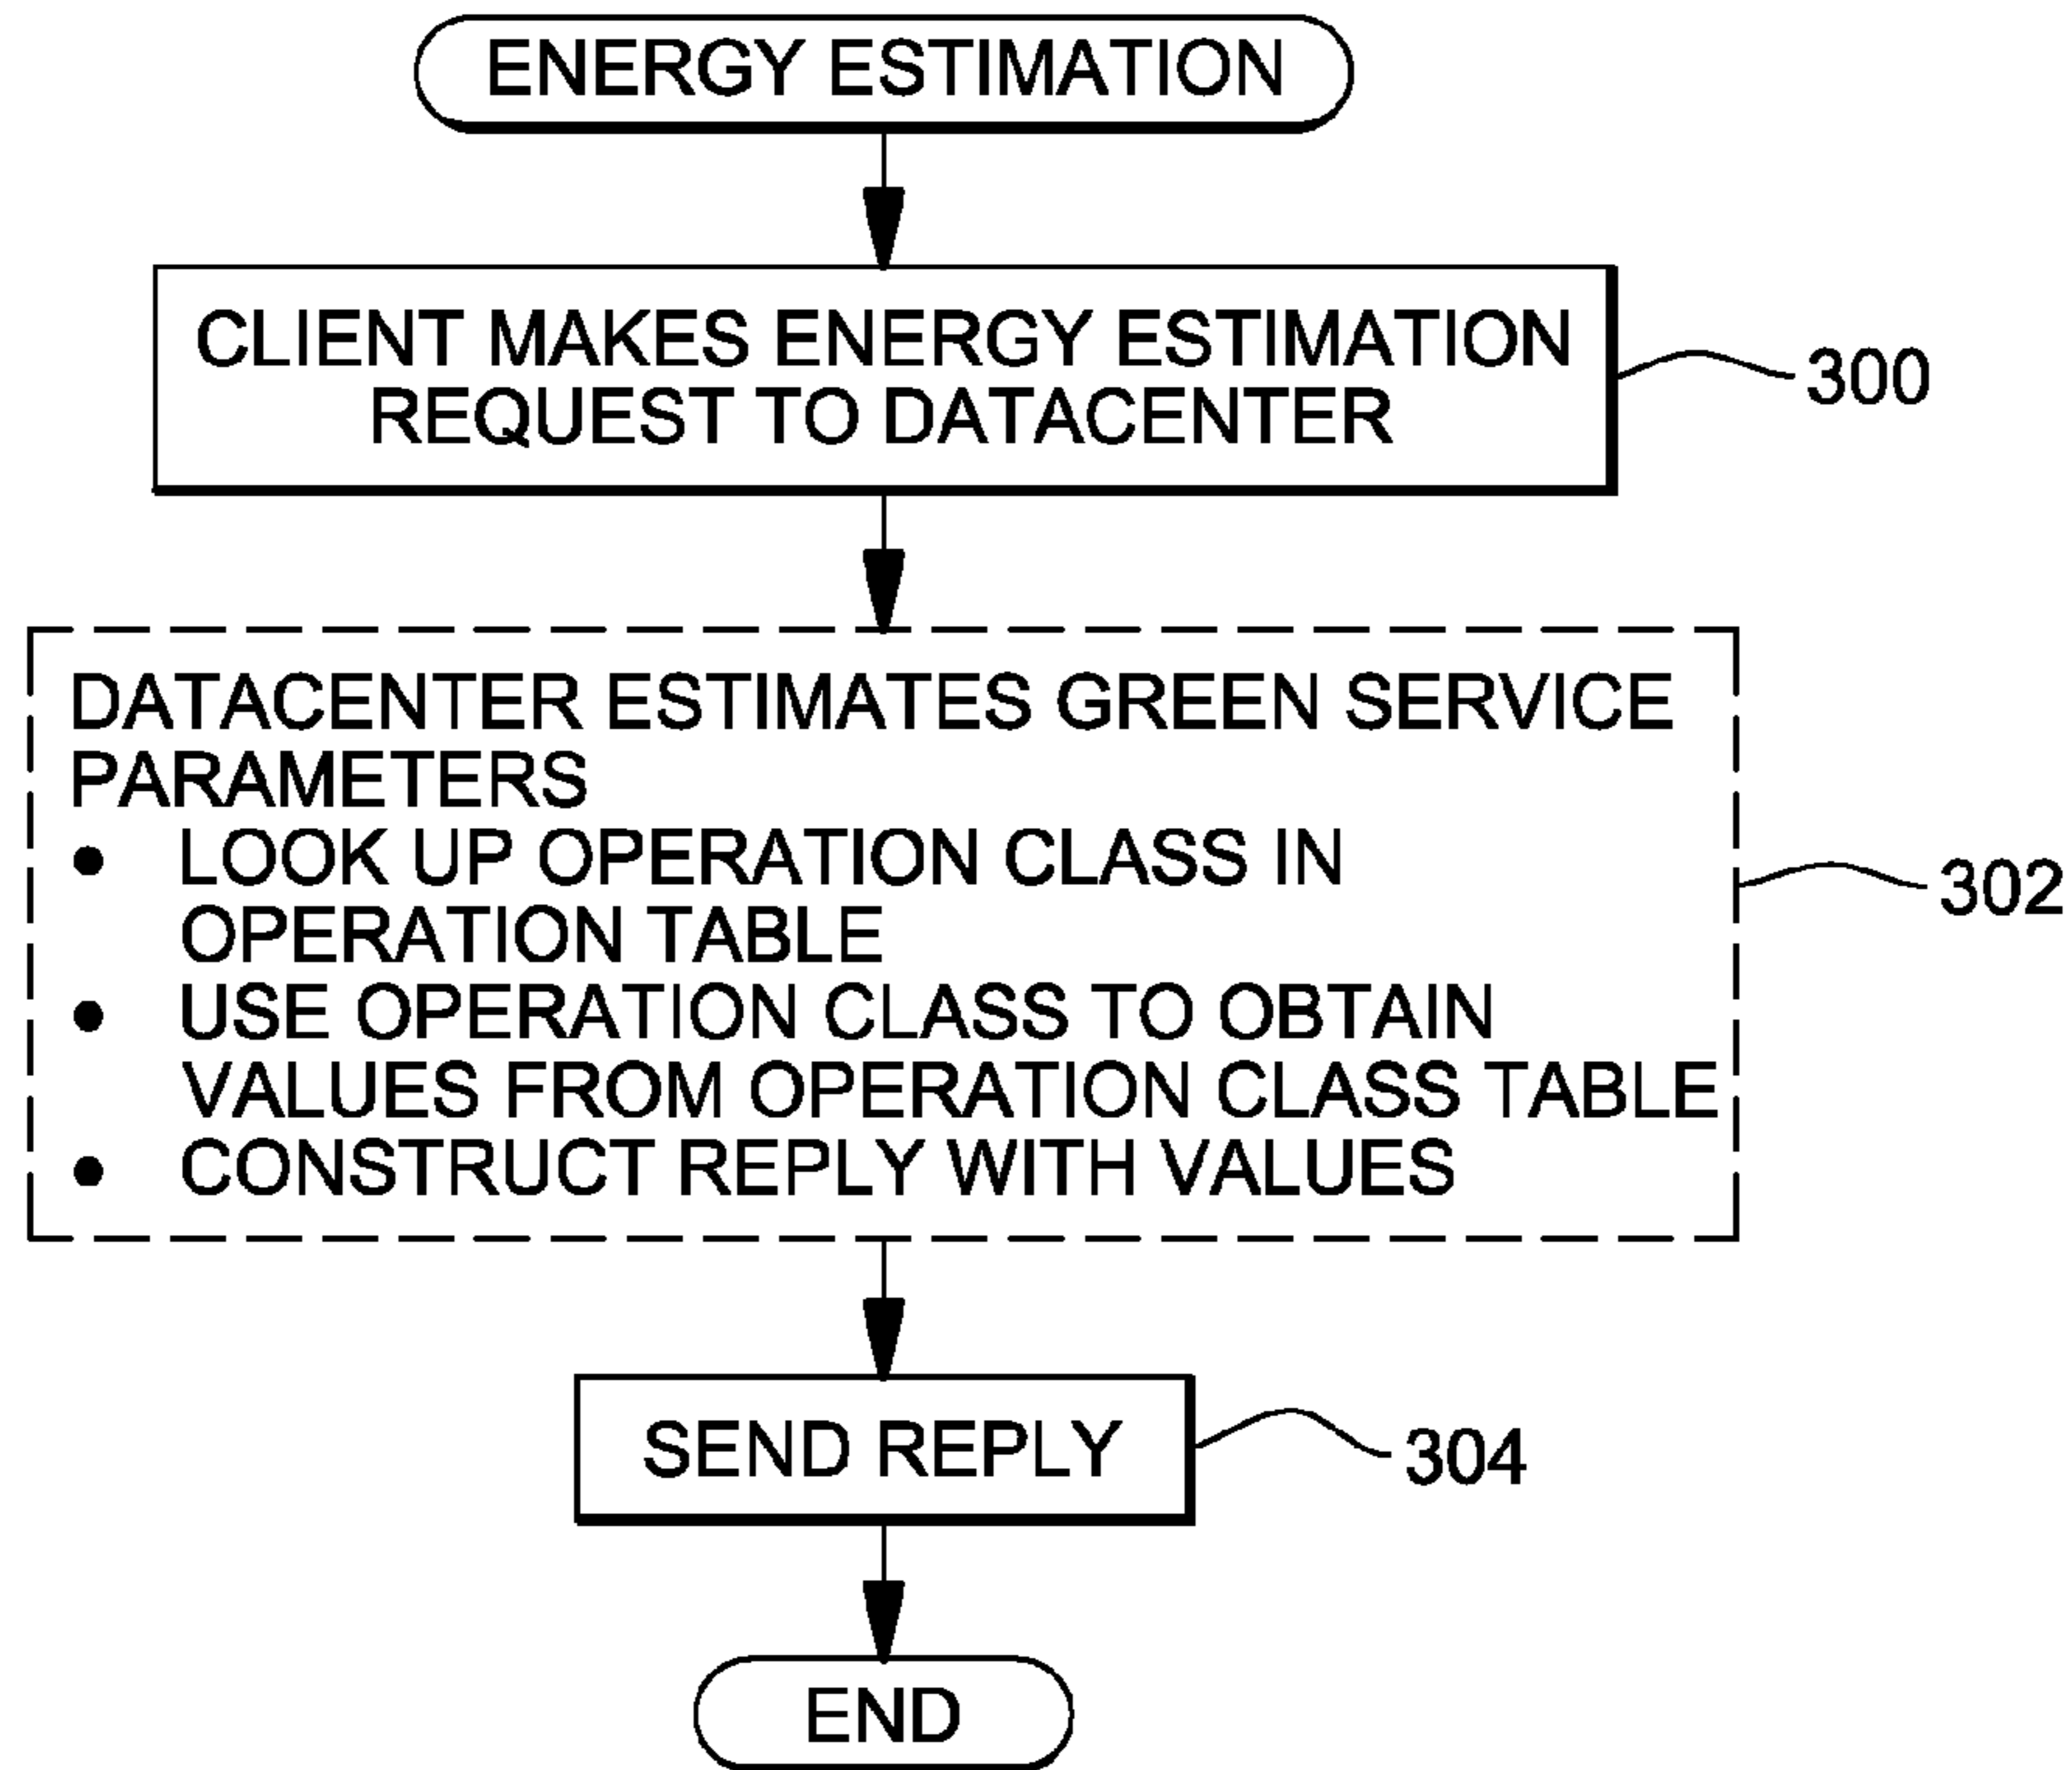 ENERGY ESTIMATION
CLIENT MAKES ENERGY ESTIMATION
REQUEST TO DATACENTER
300
DATACENTER ESTIMATES GREEN SERVICE
PARAMETERS
● LOOK UP OPERATION CLASS IN
OPERATION TABLE
● USE OPERATION CLASS TO OBTAIN
VALUES FROM OPERATION CLASS TABLE
● CONSTRUCT REPLY WITH VALUES
302
SEND REPLY
304
END